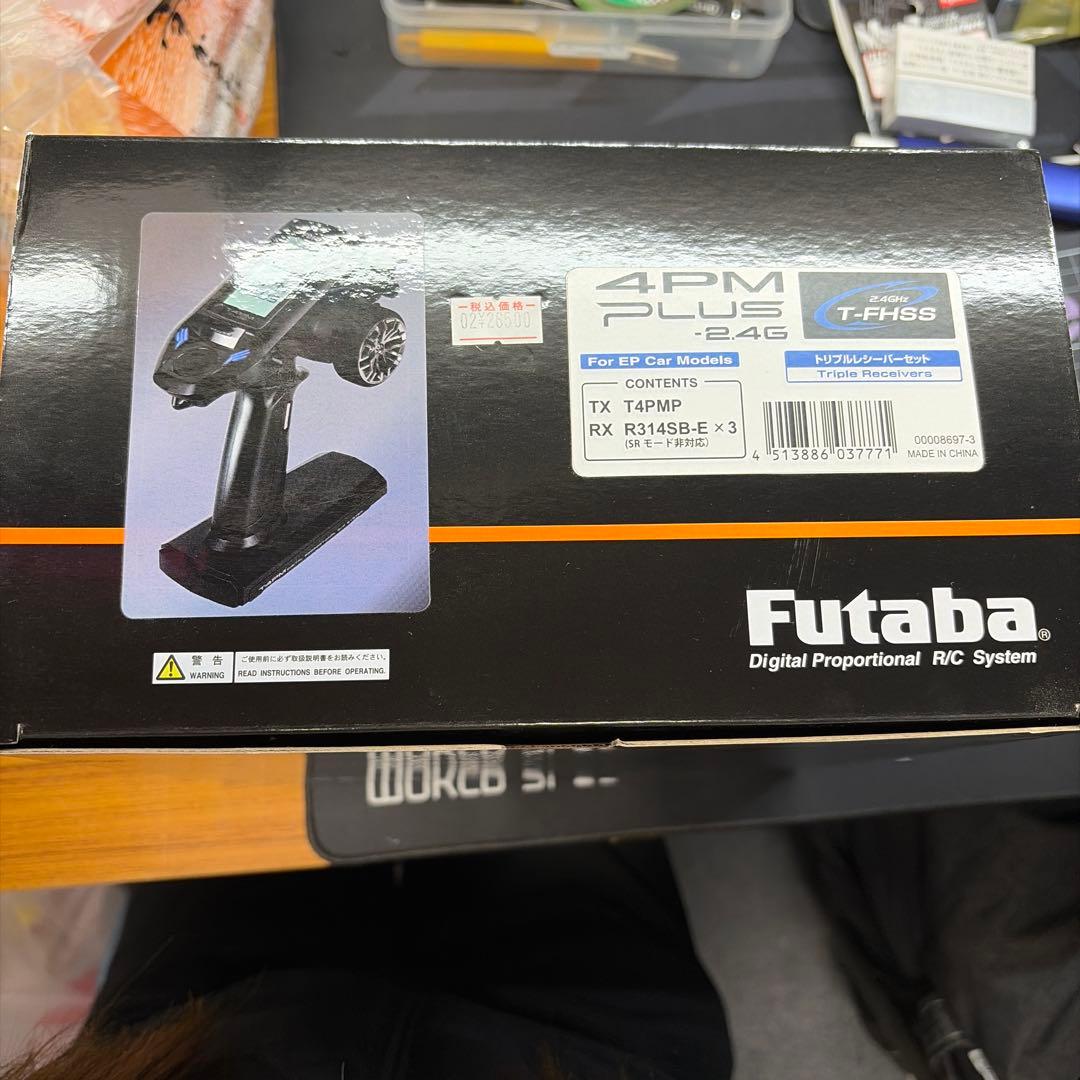 税込価格
02¥26500
4PM
PLUS
-2.4G
2.4GHz
T-FHSS
For EP Car Models
トリプルレシーバーセット
Triple Receivers
CONTENTS
TX T4PMP
RX R314SB-E × 3
(SR モード非対応)
4 513886 037771
00008697-3
MADE IN CHINA
Futaba®
Digital Proportional R/C System
警告
WARNING
ご使用前に必ず取扱説明書をお読みください。
READ INSTRUCTIONS BEFORE OPERATING.
WORLD